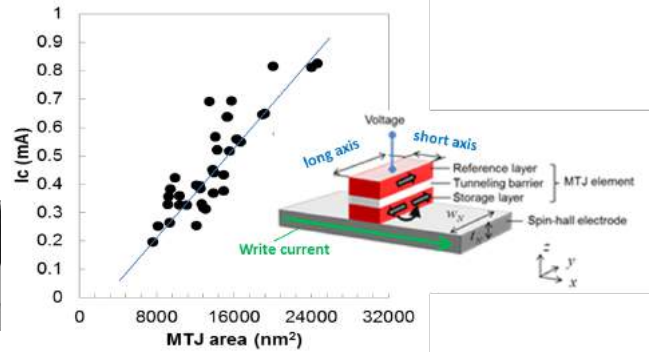 1
0.9
0.8
0.7
0.6
0.5
0.4
0.3
0.2
0.1
0
Ic (mA)
0 8000 16000 24000 32000
MTJ area (nm²)
Voltage
long axis
short axis
Reference layer
Tunneling barrier
Storage layer
MTJ element
Spin-hall electrode
Write current
w_N
t_N
z
y
x